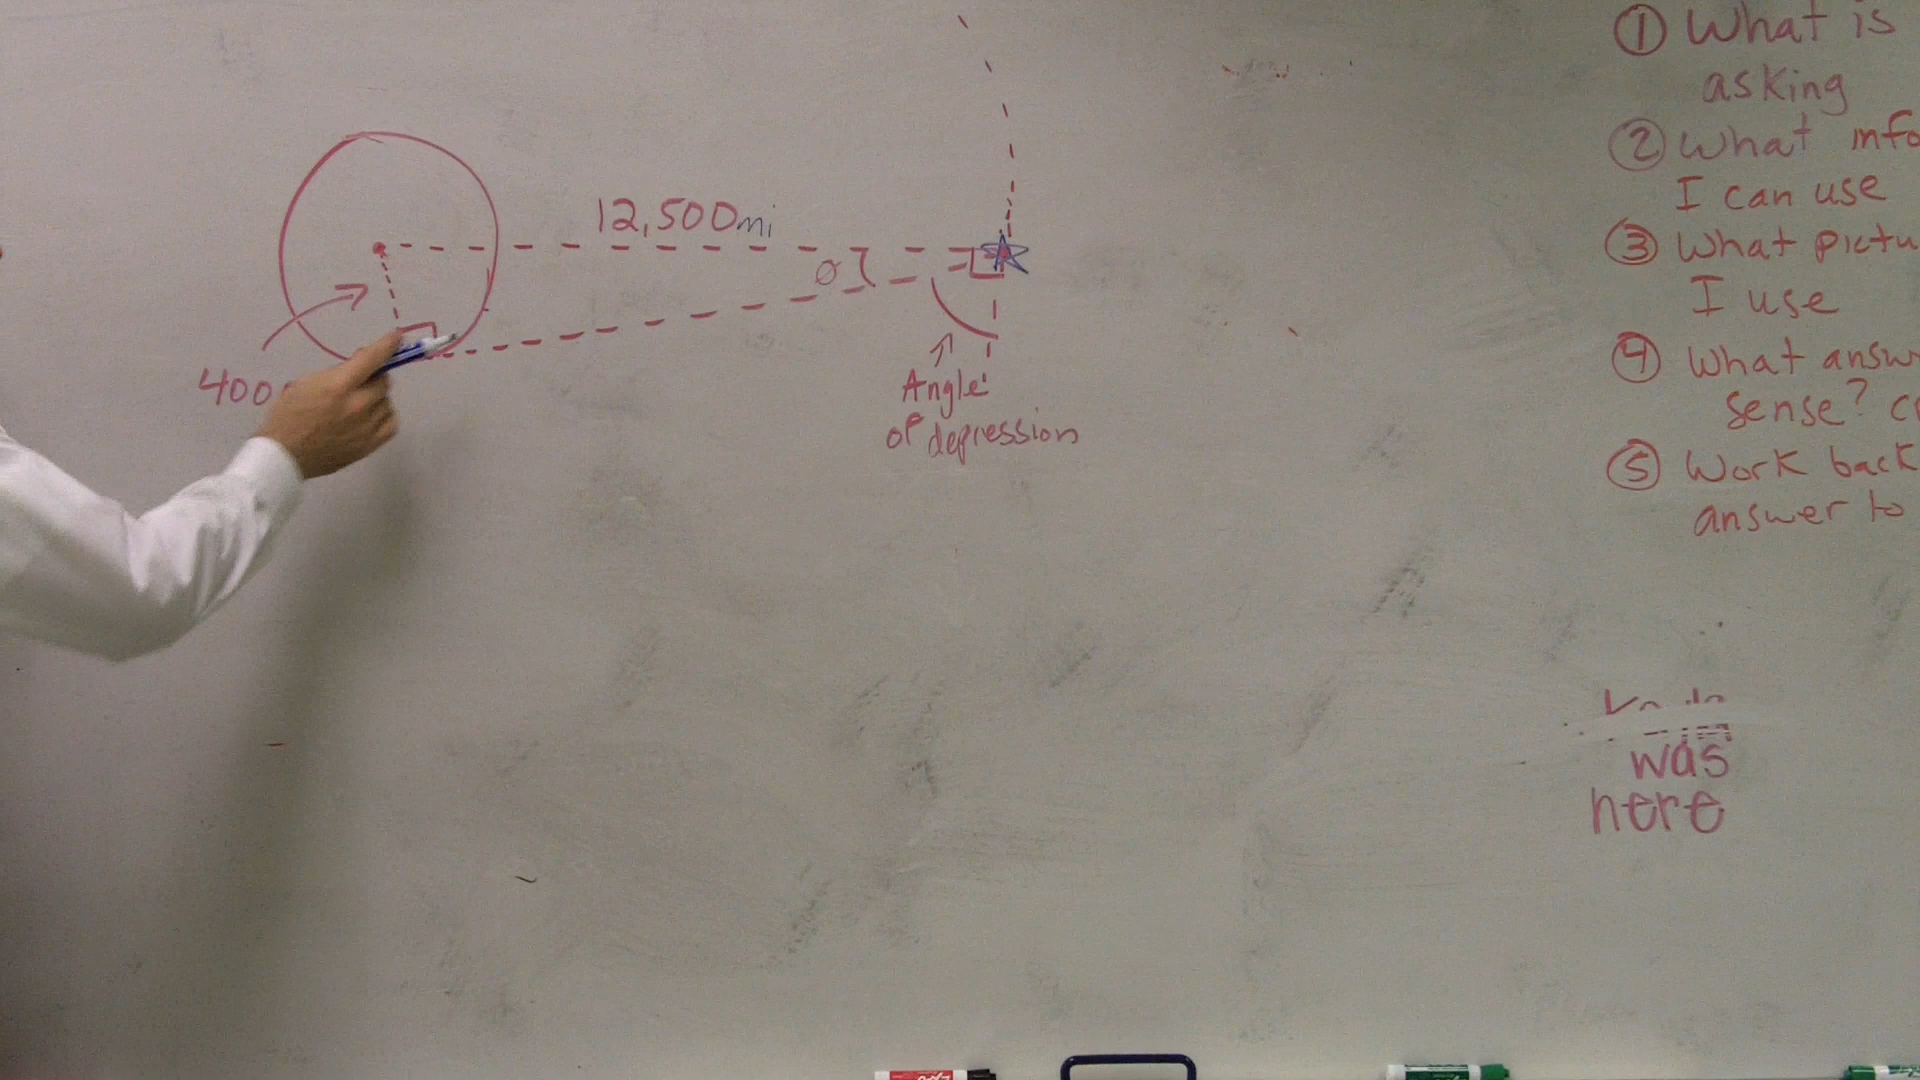 12,500mi
Ø
400
Angle
of depression
① What is
asking
② What info
I can use
③ What pictu
I use
④ What answ
sense? c
⑤ Work back
answer to
was
here
Expo